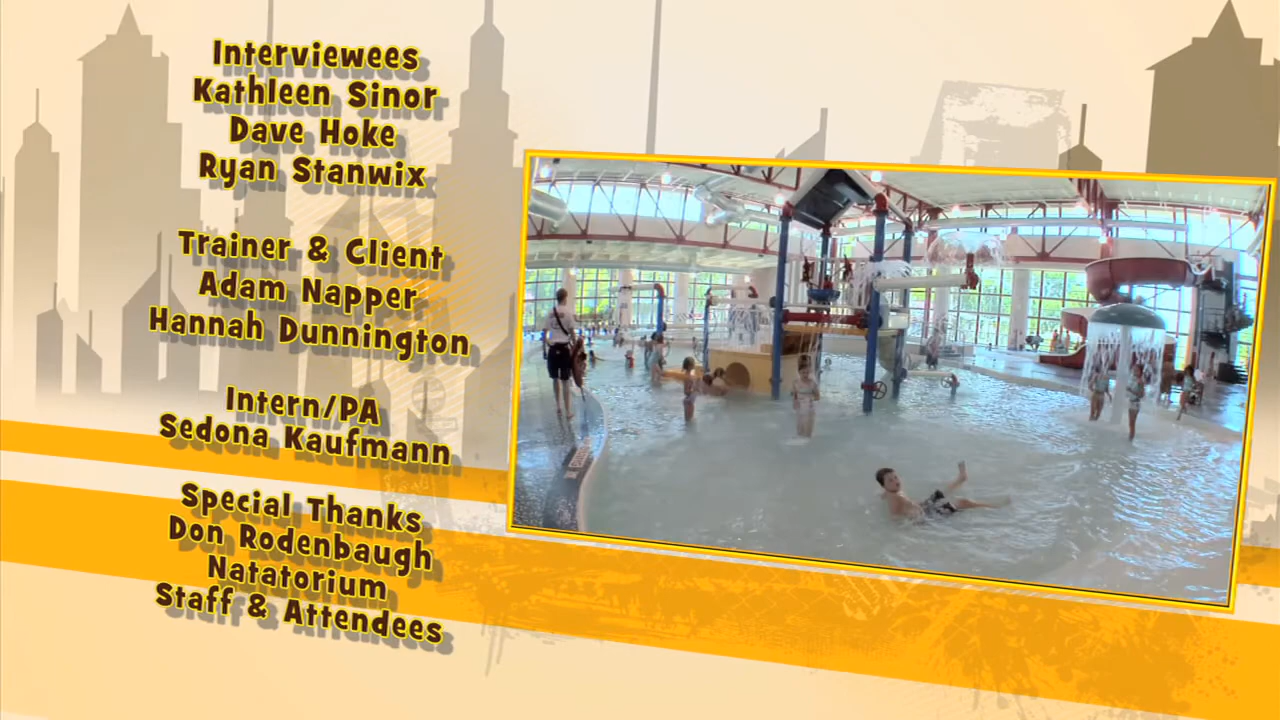 Interviewees
Kathleen Sinor
Dave Hoke
Ryan Stanwix
Trainer & Client
Adam Napper
Hannah Dunnington
Intern/PA
Sedona Kaufmann
Special Thanks
Don Rodenbaugh
Natatorium
Staff & Attendees